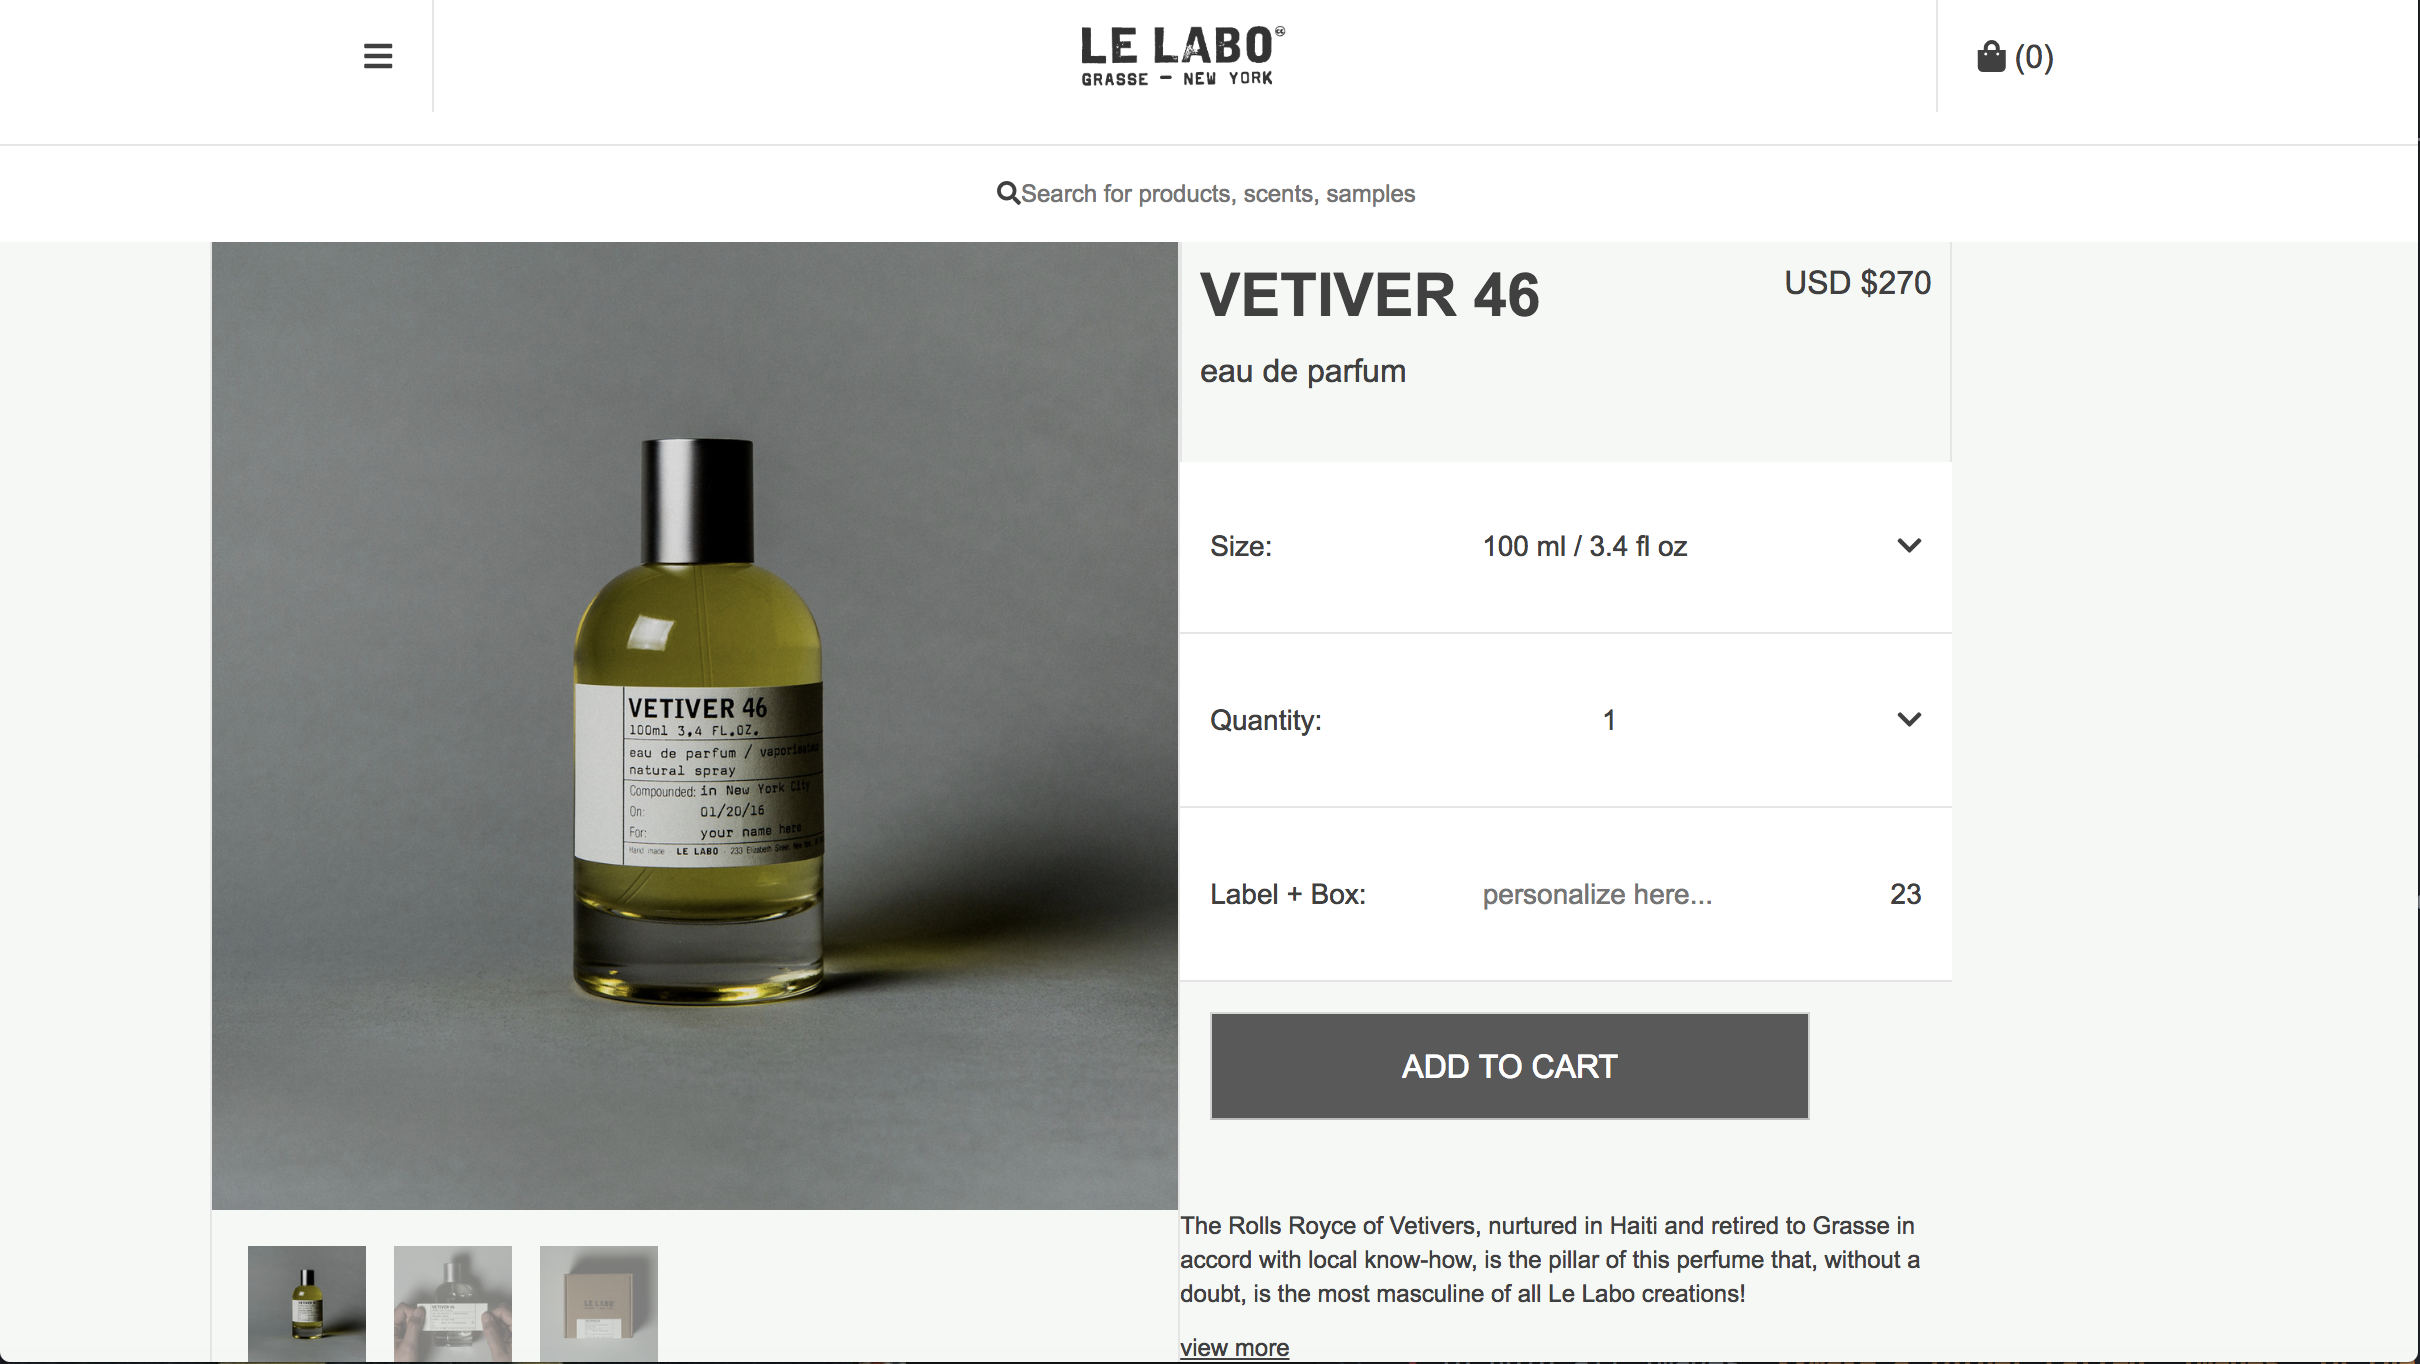 LE LABO
GRASSE — NEW YORK
(0)
Search for products, scents, samples
VETIVER 46
USD $270
eau de parfum
Size: 100 ml / 3.4 fl oz
Quantity: 1
Label + Box: personalize here... 23
ADD TO CART
The Rolls Royce of Vetivers, nurtured in Haiti and retired to Grasse in
accord with local know-how, is the pillar of this perfume that, without a
doubt, is the most masculine of all Le Labo creations!
view more
VETIVER 46
100ml 3,4 FL.OZ.
eau de parfum / vaporisateur
natural spray
Compounded: in New York City
On: 01/20/16
For: your name here
Hand made - LE LABO - 233 Elizabeth Street, New
VETIVER 46
LE LABO